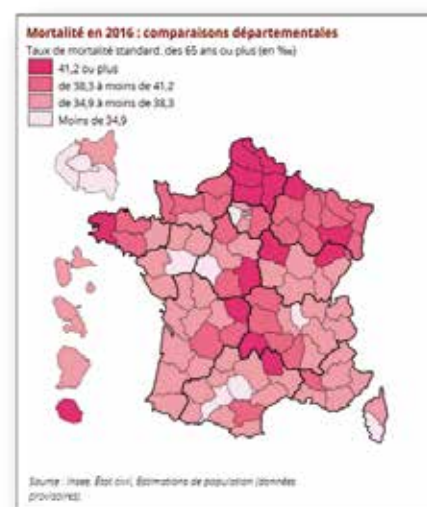 Mortalité en 2016 : comparaisons départementales
Taux de mortalité standard. des 65 ans ou plus (en ‰)
41,2 ou plus
de 38,3 à moins de 41,2
de 34,9 à moins de 38,3
Moins de 34,9
Source : Insee, État civil, Estimations de population (données
provisoires).